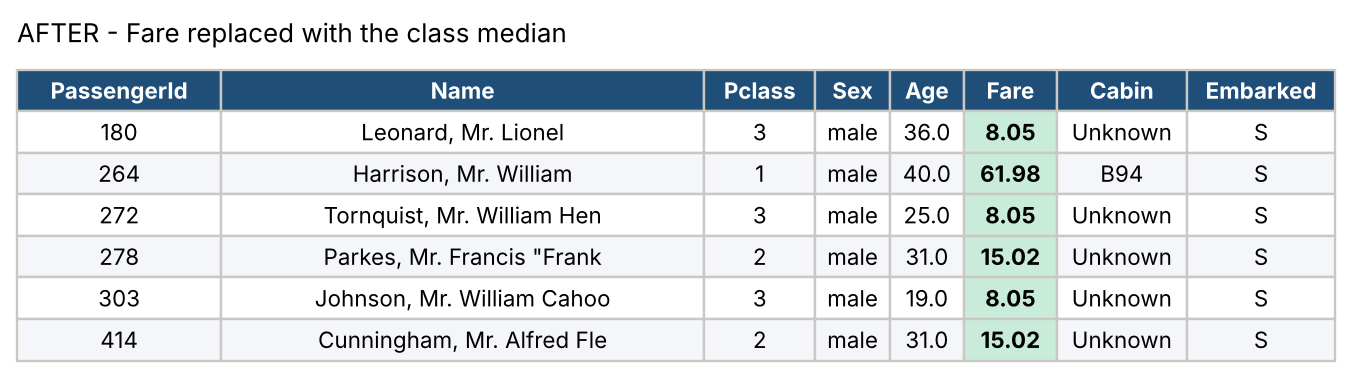 AFTER - Fare replaced with the class median
PassengerId Name Pclass Sex Age Fare Cabin Embarked
180 Leonard, Mr. Lionel 3 male 36.0 8.05 Unknown S
264 Harrison, Mr. William 1 male 40.0 61.98 B94 S
272 Tornquist, Mr. William Hen 3 male 25.0 8.05 Unknown S
278 Parkes, Mr. Francis "Frank 2 male 31.0 15.02 Unknown S
303 Johnson, Mr. William Cahoo 3 male 19.0 8.05 Unknown S
414 Cunningham, Mr. Alfred Fle 2 male 31.0 15.02 Unknown S